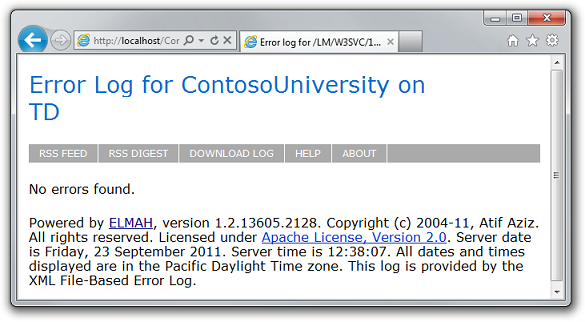 http://localhost/Cor
Error log for /LM/W3SVC/1...
Error Log for ContosoUniversity on
TD
RSS FEED RSS DIGEST DOWNLOAD LOG HELP ABOUT
No errors found.
Powered by ELMAH, version 1.2.13605.2128. Copyright (c) 2004-11, Atif Aziz.
All rights reserved. Licensed under Apache License, Version 2.0. Server date
is Friday, 23 September 2011. Server time is 12:38:07. All dates and times
displayed are in the Pacific Daylight Time zone. This log is provided by the
XML File-Based Error Log.